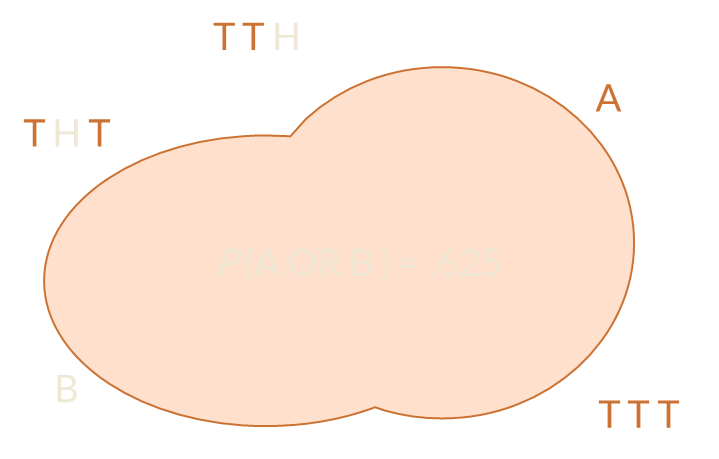 TTH
A
THT
P(A OR B) = .625
B
TTT